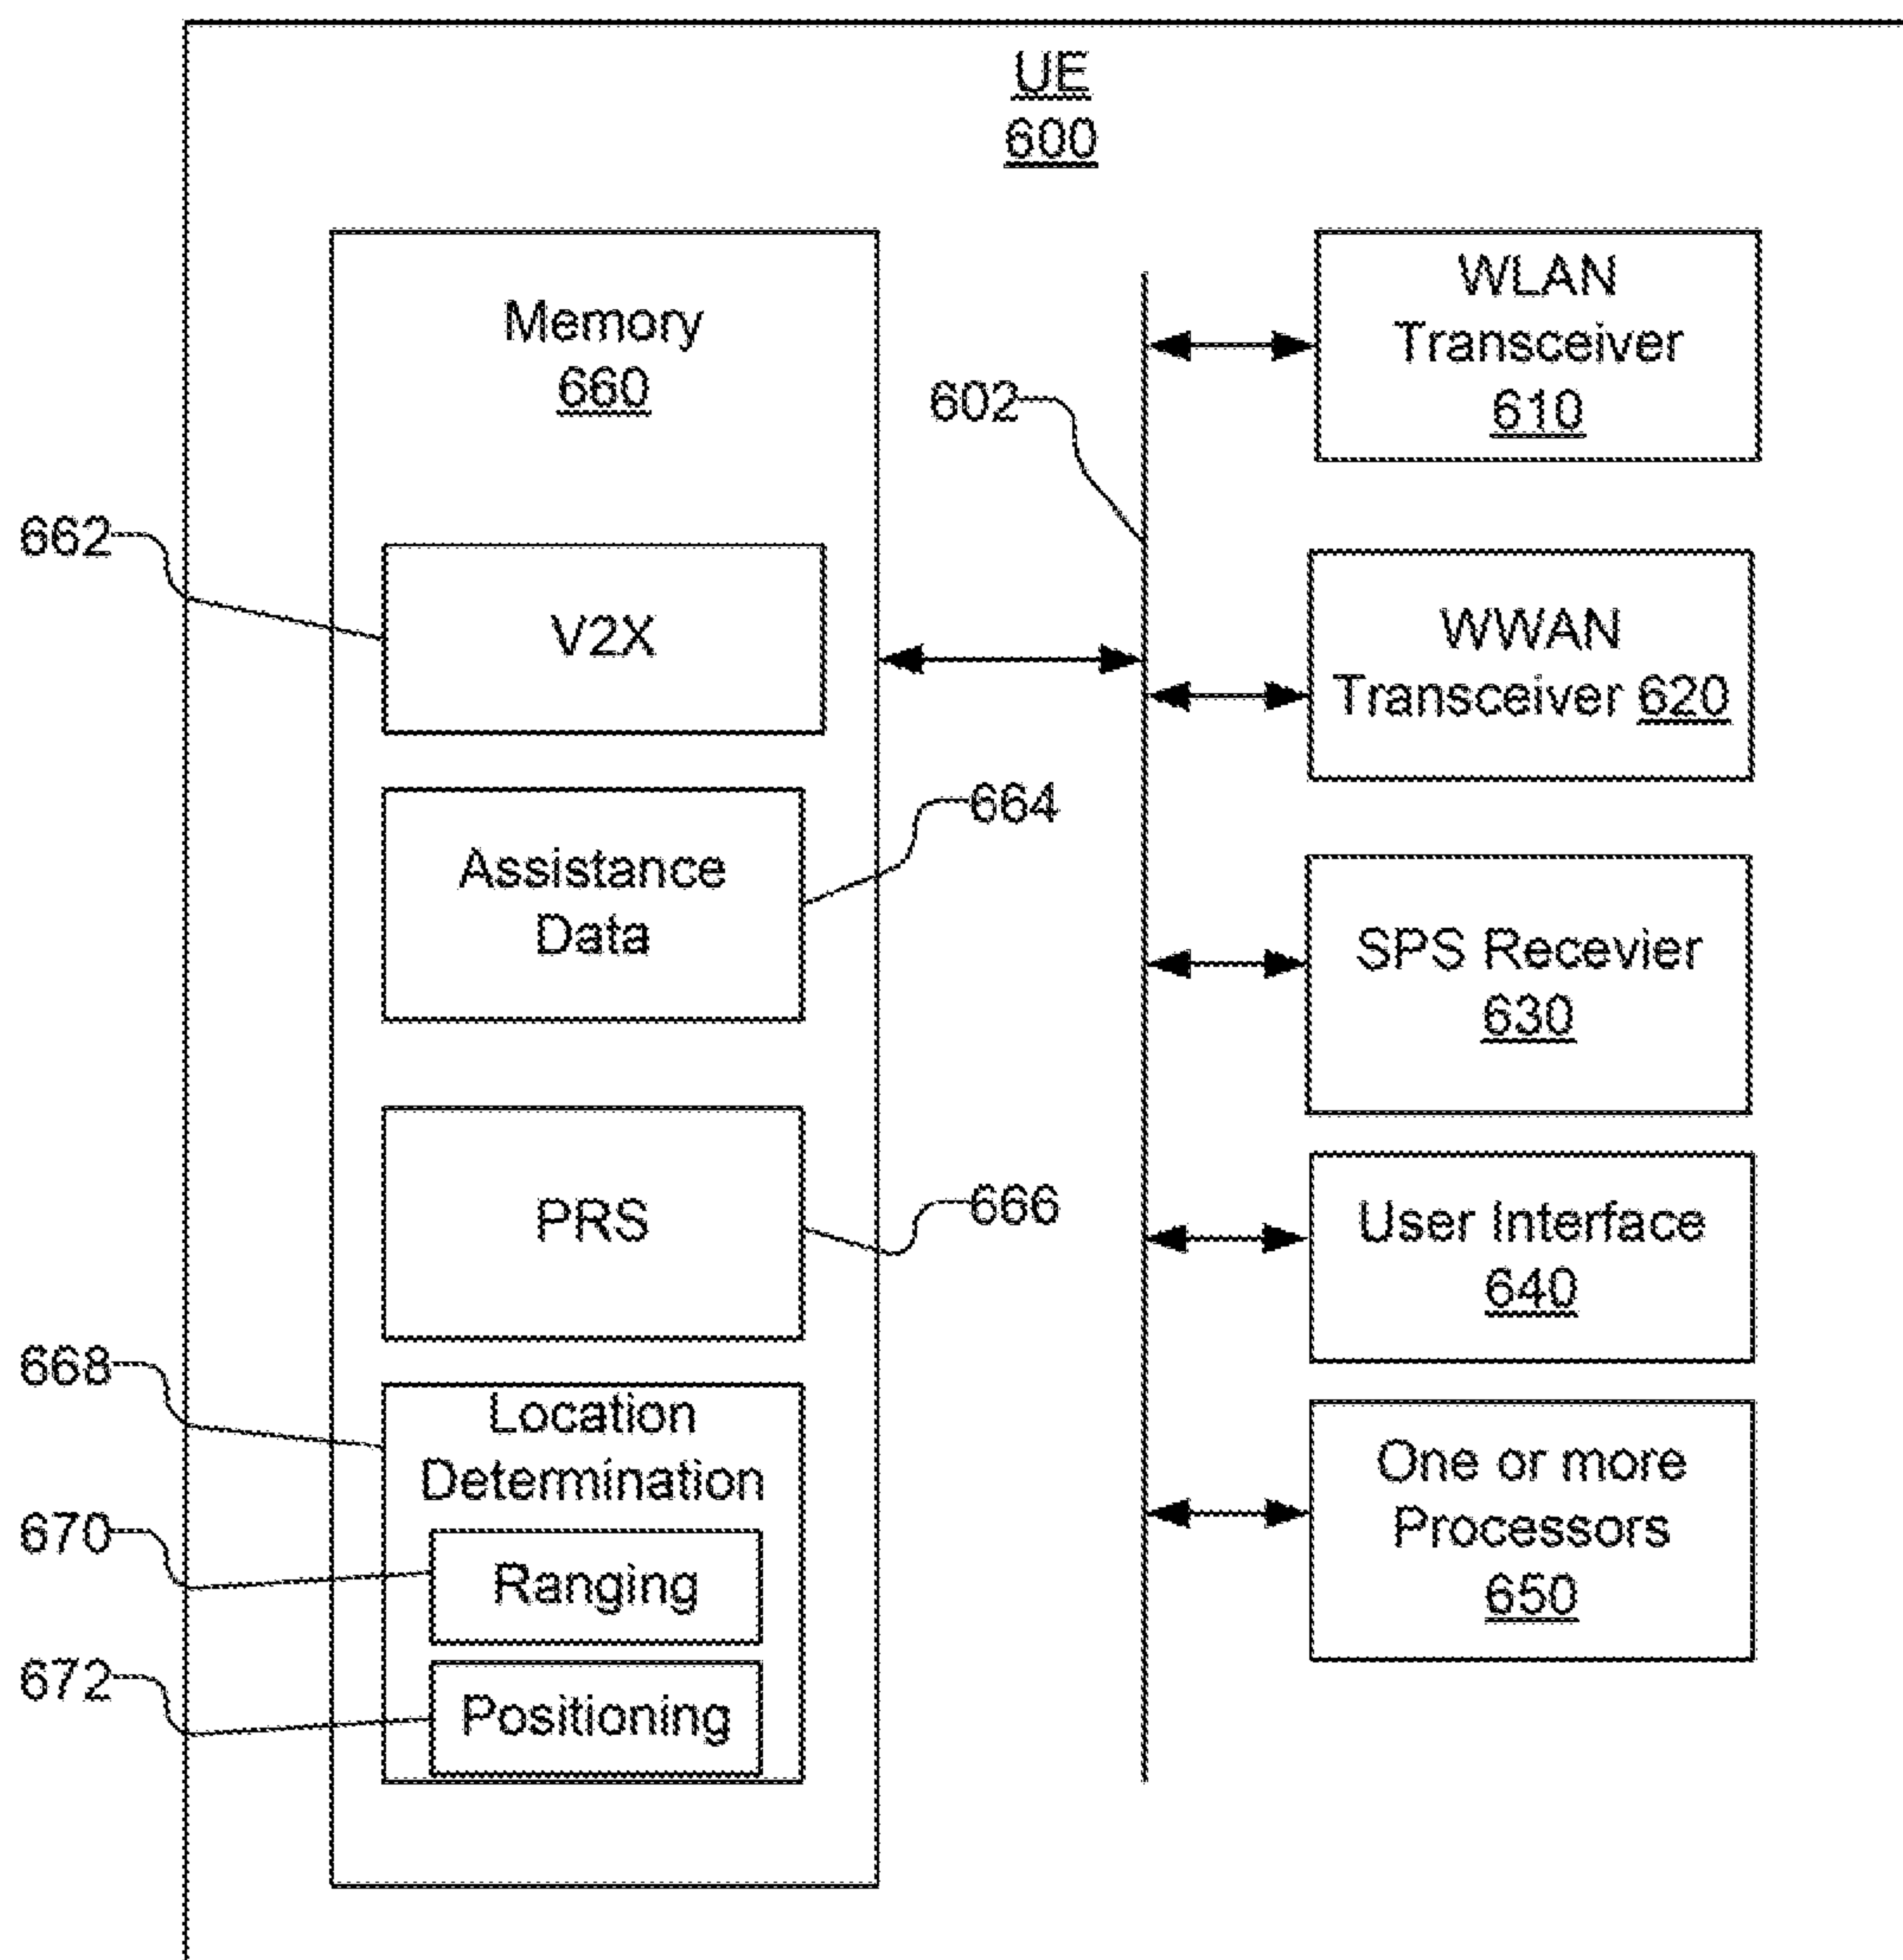 UE
600
Memory
660
662
V2X
Assistance
Data
664
PRS
666
668
Location
Determination
670
Ranging
672
Positioning
602
WLAN
Transceiver
610
WWAN
Transceiver 620
SPS Recevier
630
User Interface
640
One or more
Processors
650